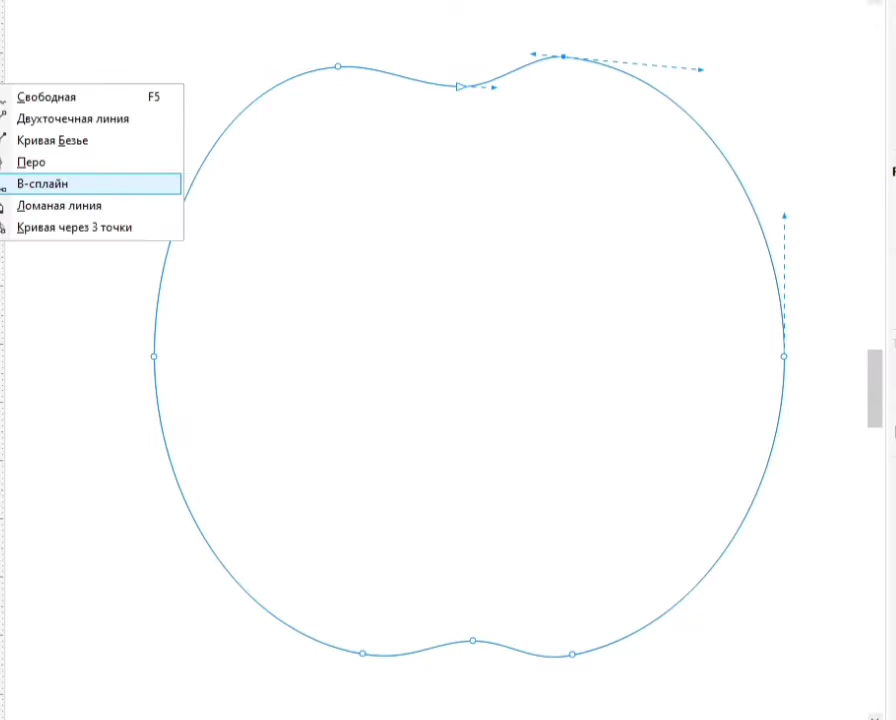 Свободная F5
Двухточечная линия
Кривая Безье
Перо
В-сплайн
Ломаная линия
Кривая через 3 точки